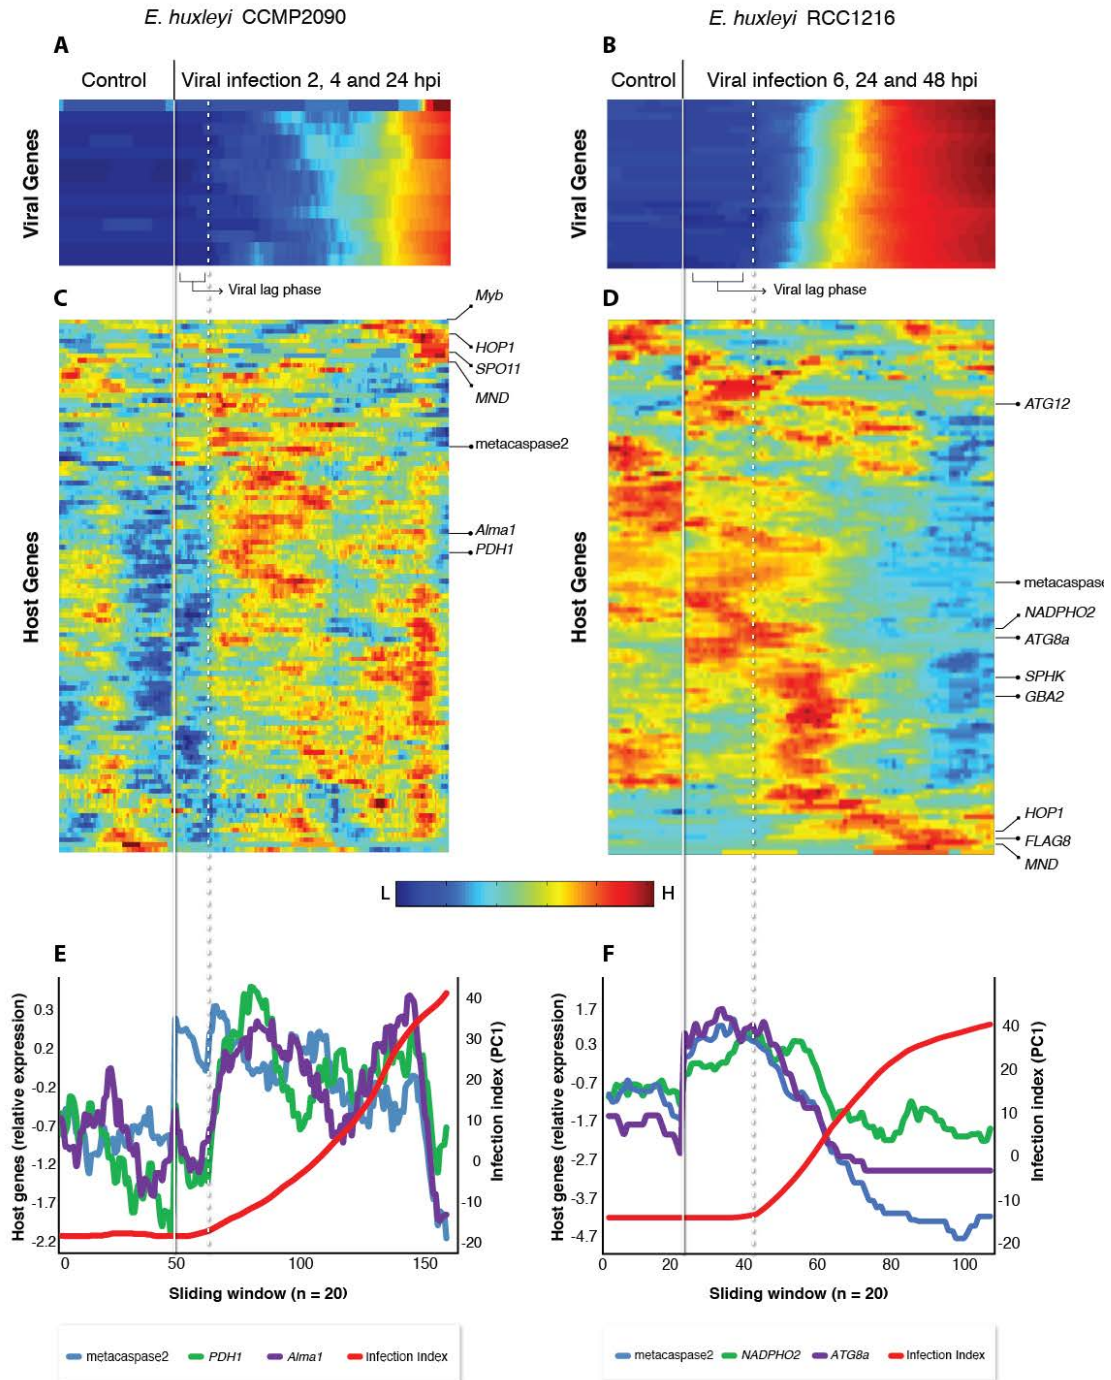 E. huxleyi CCMP2090
E. huxleyi RCC1216
A
B
Control
Viral infection 2, 4 and 24 hpi
Control
Viral infection 6, 24 and 48 hpi
Viral Genes
Viral Genes
Viral lag phase
Viral lag phase
C
D
Myb
HOP1
SPO11
MND
metacaspase2
Alma1
PDH1
Host Genes
ATG12
metacaspase
NADPHO2
ATG8a
SPHK
GBA2
HOP1
FLAG8
MND
Host Genes
L
H
E
F
Host genes (relative expression)
0.3
0.2
-0.2
-0.7
-1.2
-1.7
-2.2
40
30
20
10
0
-10
-20
Infection index (PC1)
0
50
100
150
Sliding window (n = 20)
Host genes (relative expression)
1.7
0.3
-0.7
-1.7
-2.7
-3.7
-4.7
40
20
10
0
-10
-20
Infection index (PC1)
0
20
40
60
80
100
Sliding window (n = 20)
metacaspase2
PDH1
Alma1
Infection Index
metacaspase2
NADPHO2
ATG8a
Infection Index